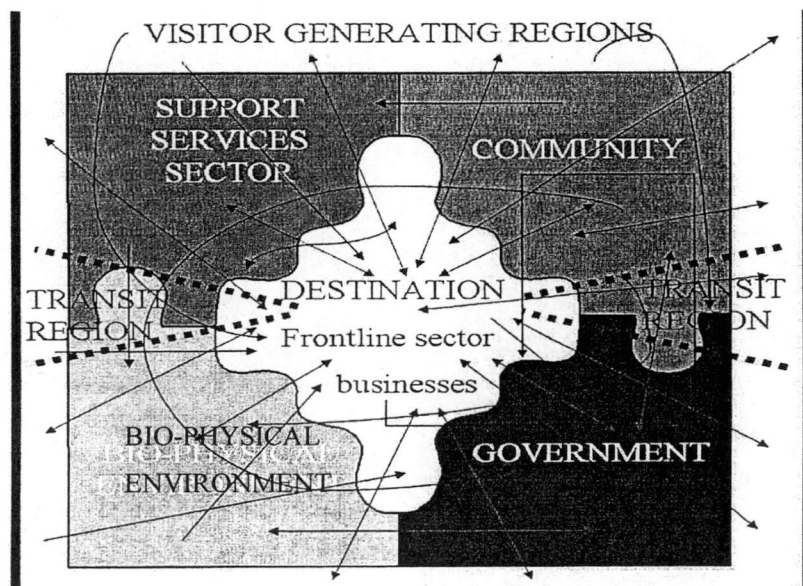 VISITOR GENERATING REGIONS
SUPPORT
SERVICES
SECTOR
COMMUNITY
TRANSIT
REGION
DESTINATION
Frontline sector
businesses
TRANSIT
REGION
BIO-PHYSICAL
ENVIRONMENT
GOVERNMENT